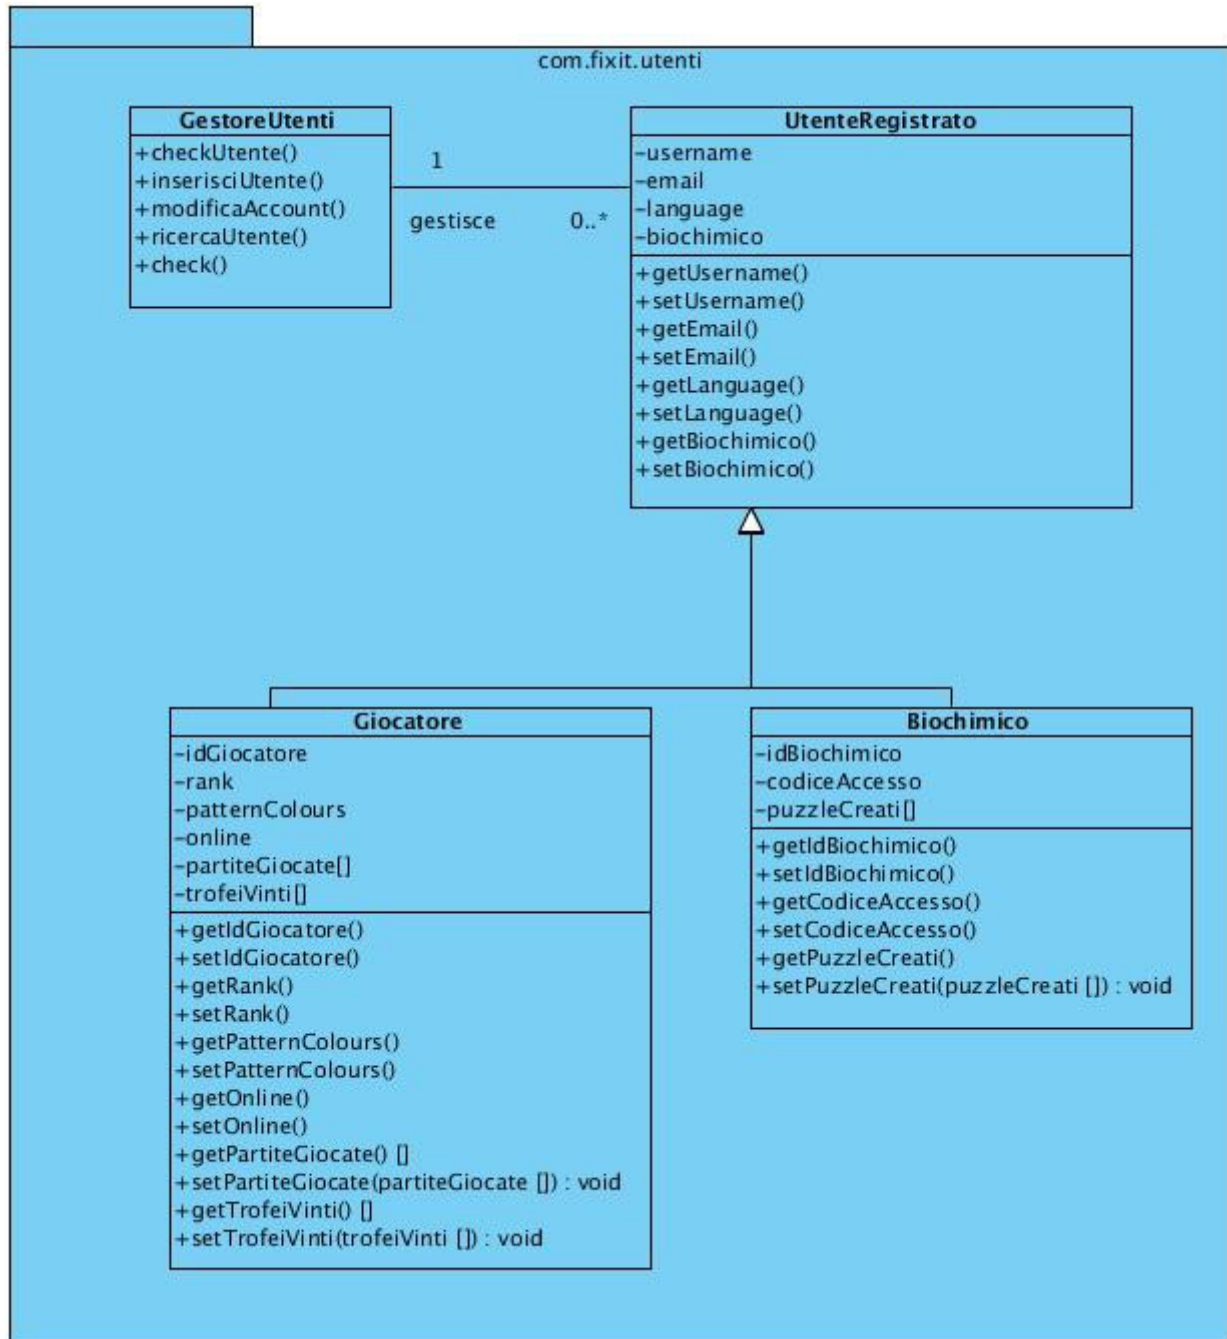 com.fixit.utenti
GestoreUtenti
+checkUtente()
+inserisciUtente()
+modificaAccount()
+ricercaUtente()
+check()
1
gestisce
0..*
UtenteRegistrato
-username
-email
-language
-biochimico
+getUsername()
+setUsername()
+getEmail()
+setEmail()
+getLanguage()
+setLanguage()
+getBiochimico()
+setBiochimico()
Giocatore
-idGiocatore
-rank
-patternColours
-online
-partiteGiocate[]
-trofeiVinti[]
+getIdGiocatore()
+setIdGiocatore()
+getRank()
+setRank()
+getPatternColours()
+setPatternColours()
+getOnline()
+setOnline()
+getPartiteGiocate() []
+setPartiteGiocate(partiteGiocate []) : void
+getTrofeiVinti() []
+setTrofeiVinti(trofeiVinti []) : void
Biochimico
-idBiochimico
-codiceAccesso
-puzzleCreati[]
+getIdBiochimico()
+setIdBiochimico()
+getCodiceAccesso()
+setCodiceAccesso()
+getPuzzleCreati()
+setPuzzleCreati(puzzleCreati []) : void